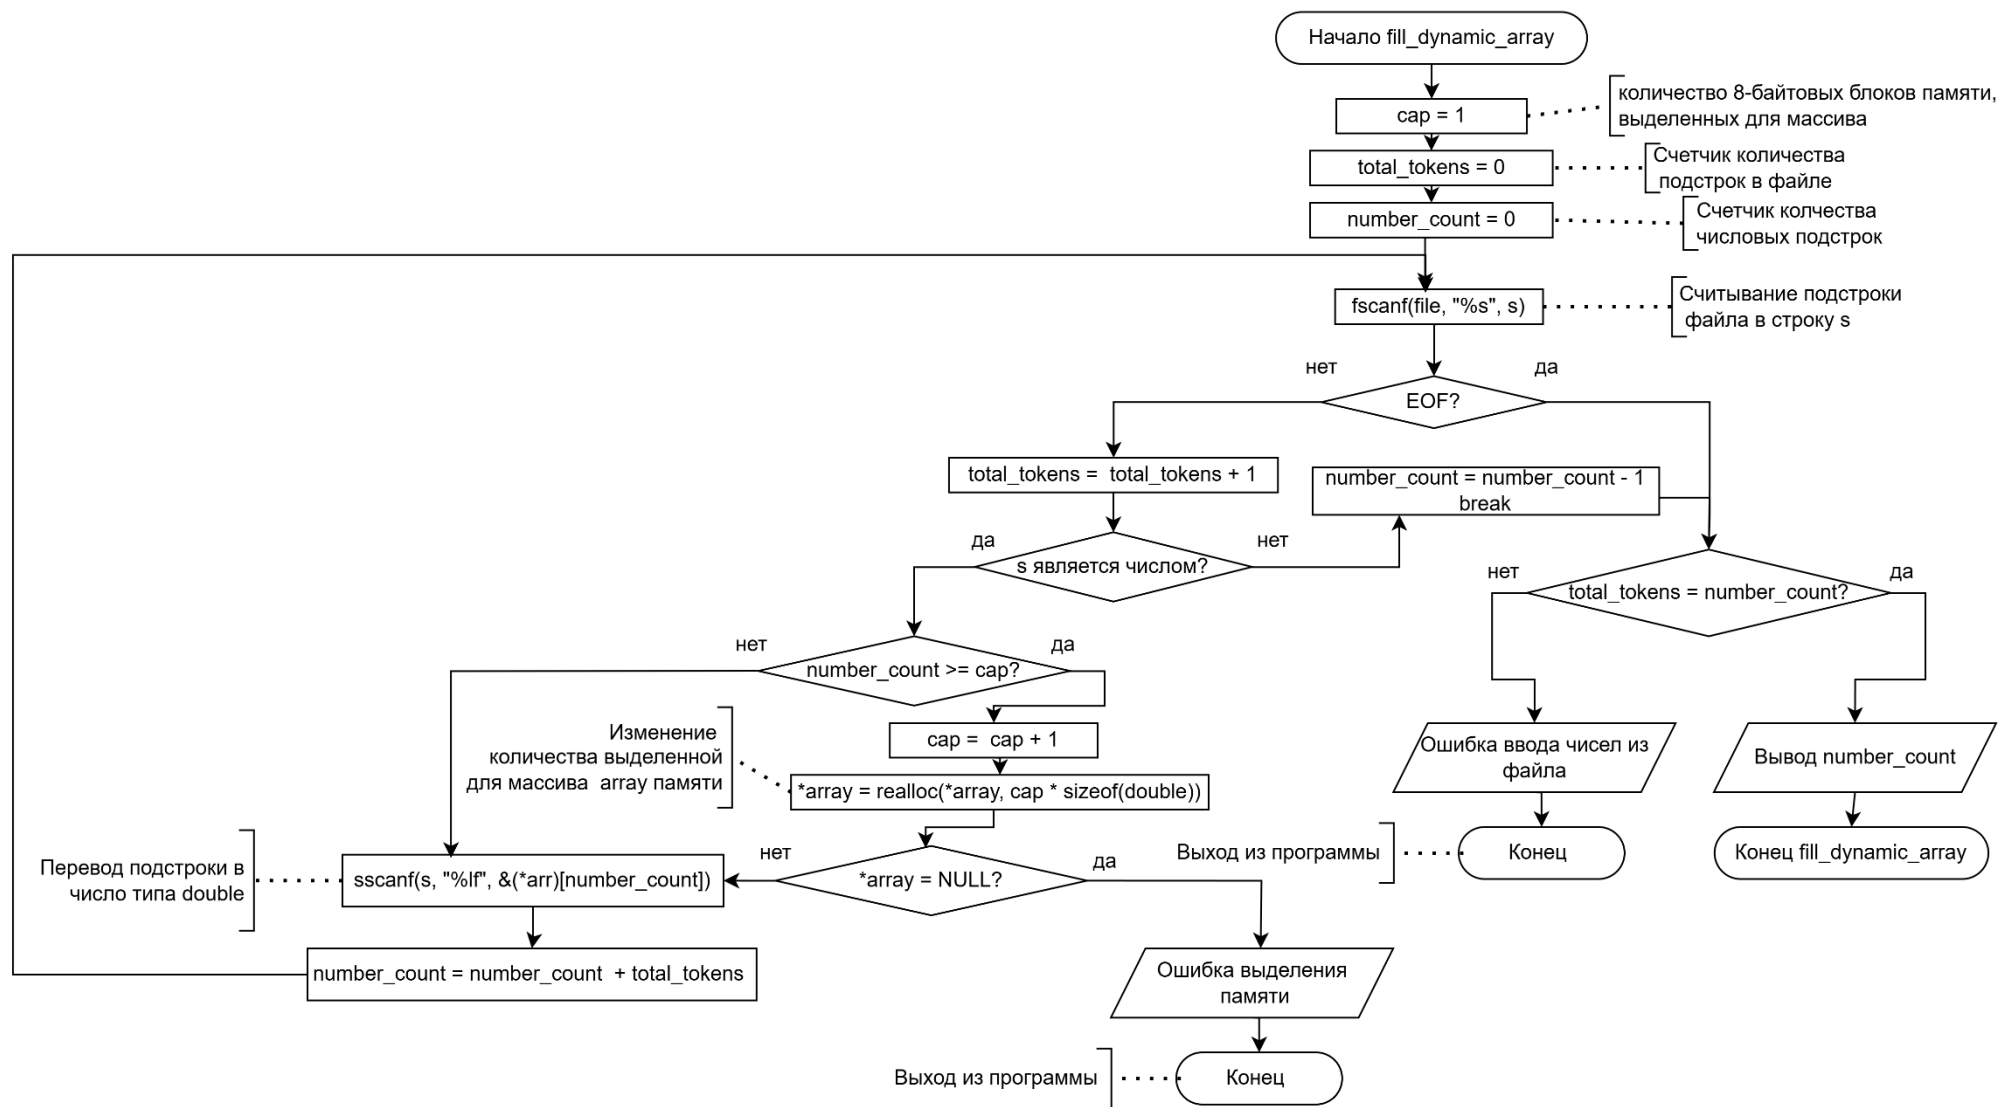 Начало fill_dynamic_array
cap = 1
количество 8-байтовых блоков памяти,
выделенных для массива
total_tokens = 0
Счетчик количества
подстрок в файле
number_count = 0
Счетчик колчества
числовых подстрок
fscanf(file, "%s", s)
Считывание подстроки
файла в строку s
нет
да
EOF?
total_tokens =  total_tokens + 1
number_count = number_count - 1
break
да
нет
s является числом?
нет
да
total_tokens = number_count?
нет
да
number_count >= cap?
Изменение
количества выделенной
для массива  array памяти
cap =  cap + 1
*array = realloc(*array, cap * sizeof(double))
Ошибка ввода чисел из
файла
Вывод number_count
Перевод подстроки в
число типа double
sscanf(s, "%lf", &(*arr)[number_count])
нет
да
*array = NULL?
Выход из программы
Конец
Конец fill_dynamic_array
number_count = number_count  + total_tokens
Ошибка выделения
памяти
Выход из программы
Конец